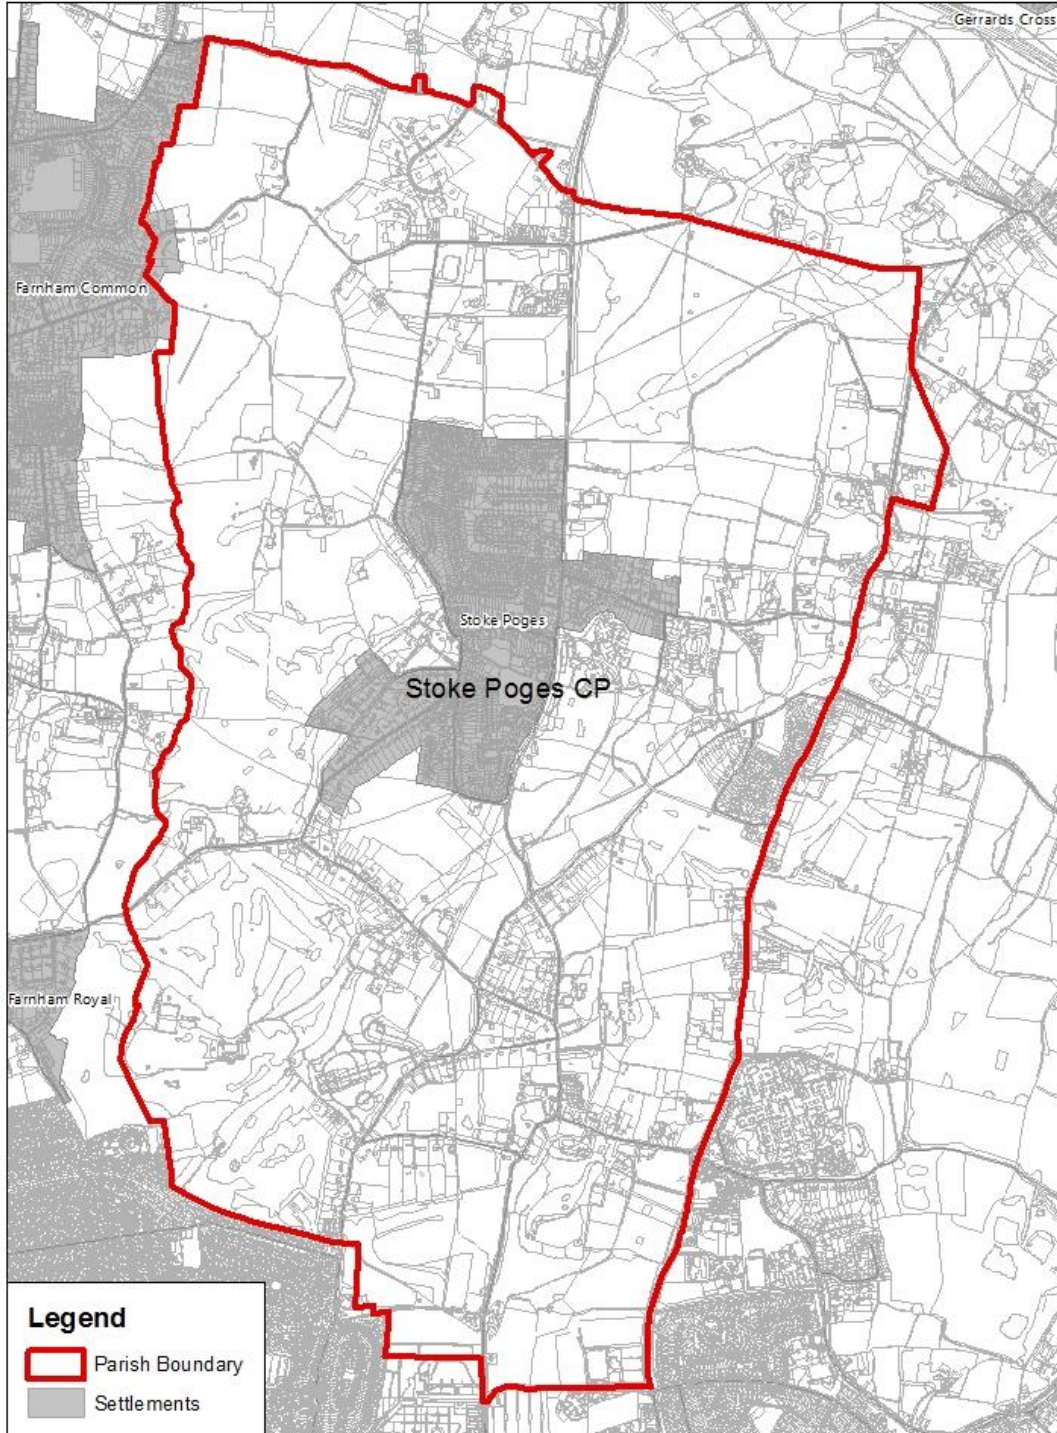 Gerrards Cross
Farnham Common
Stoke Poges
Stoke Poges CP
Farnham Royal
Legend
Parish Boundary
Settlements